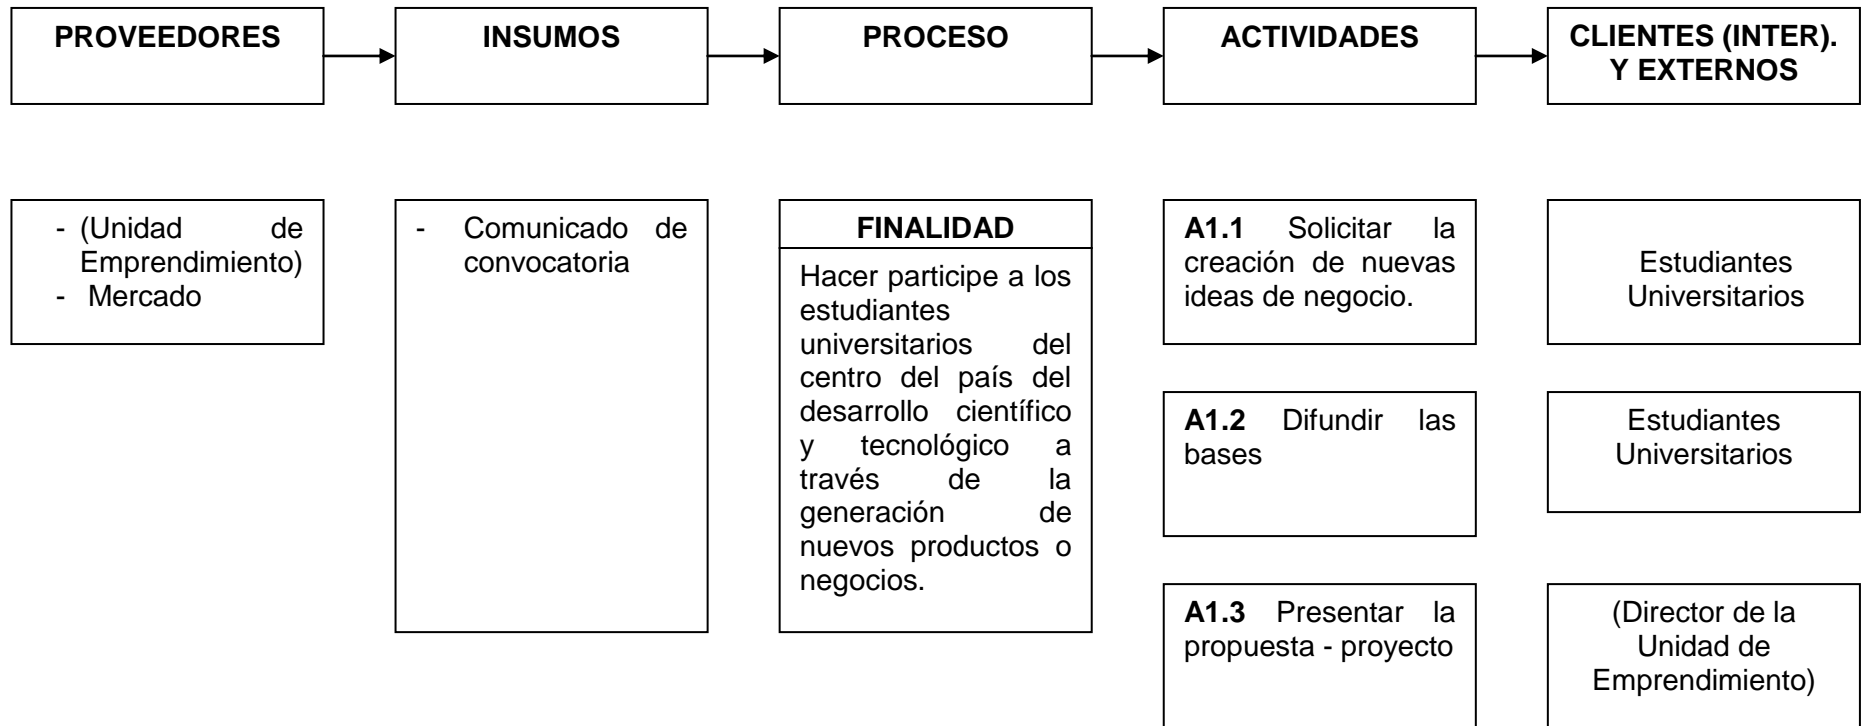 PROVEEDORES
INSUMOS
PROCESO
ACTIVIDADES
CLIENTES (INTER).
Y EXTERNOS
- (Unidad de
Emprendimiento)
- Mercado
- Comunicado de
convocatoria
FINALIDAD
Hacer participe a los
estudiantes
universitarios del
centro del país del
desarrollo científico
y tecnológico a
través de la
generación de
nuevos productos o
negocios.
A1.1 Solicitar la
creación de nuevas
ideas de negocio.
Estudiantes
Universitarios
A1.2 Difundir las
bases
Estudiantes
Universitarios
A1.3 Presentar la
propuesta - proyecto
(Director de la
Unidad de
Emprendimiento)